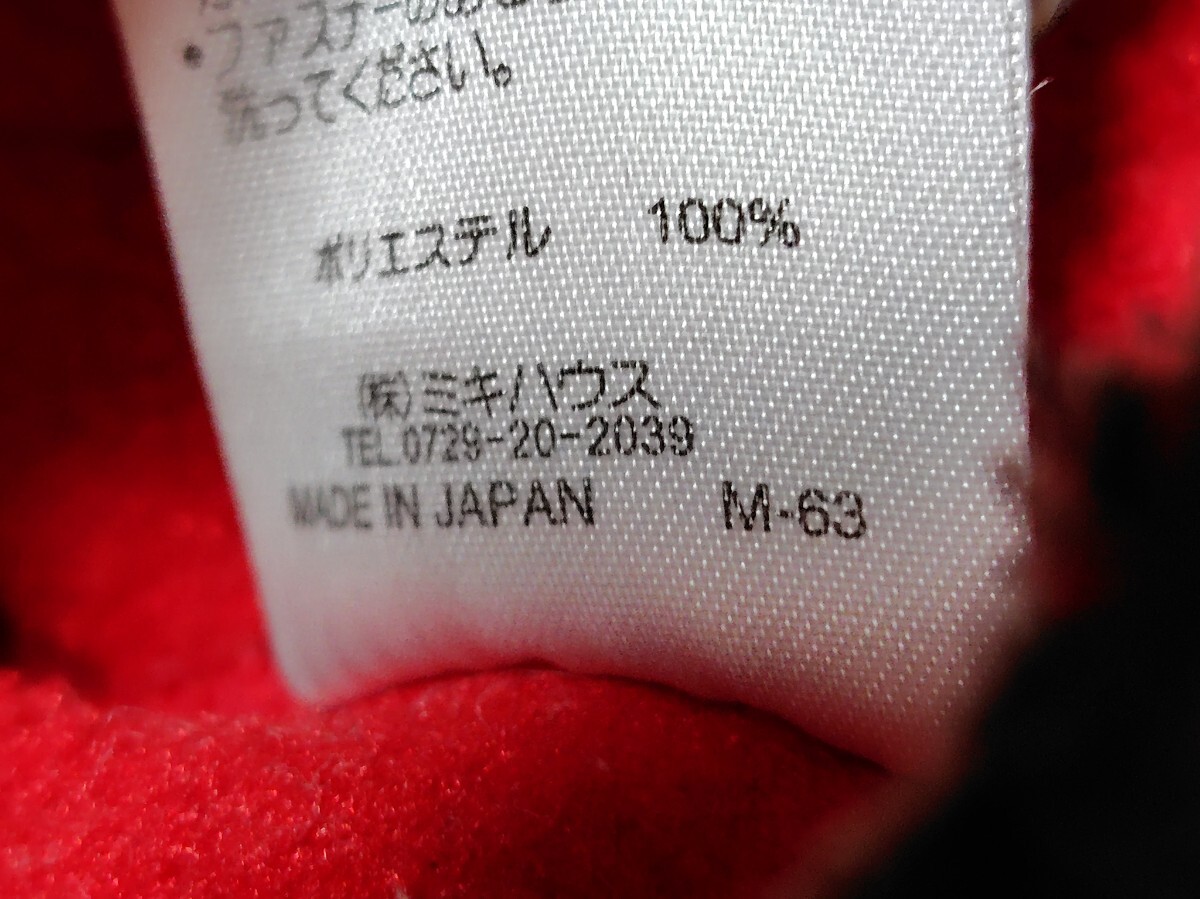 ・ファスナーの
洗ってください。
ポリエステル 100%
(株)ミキハウス
TEL.0729-20-2039
MADE IN JAPAN M-63